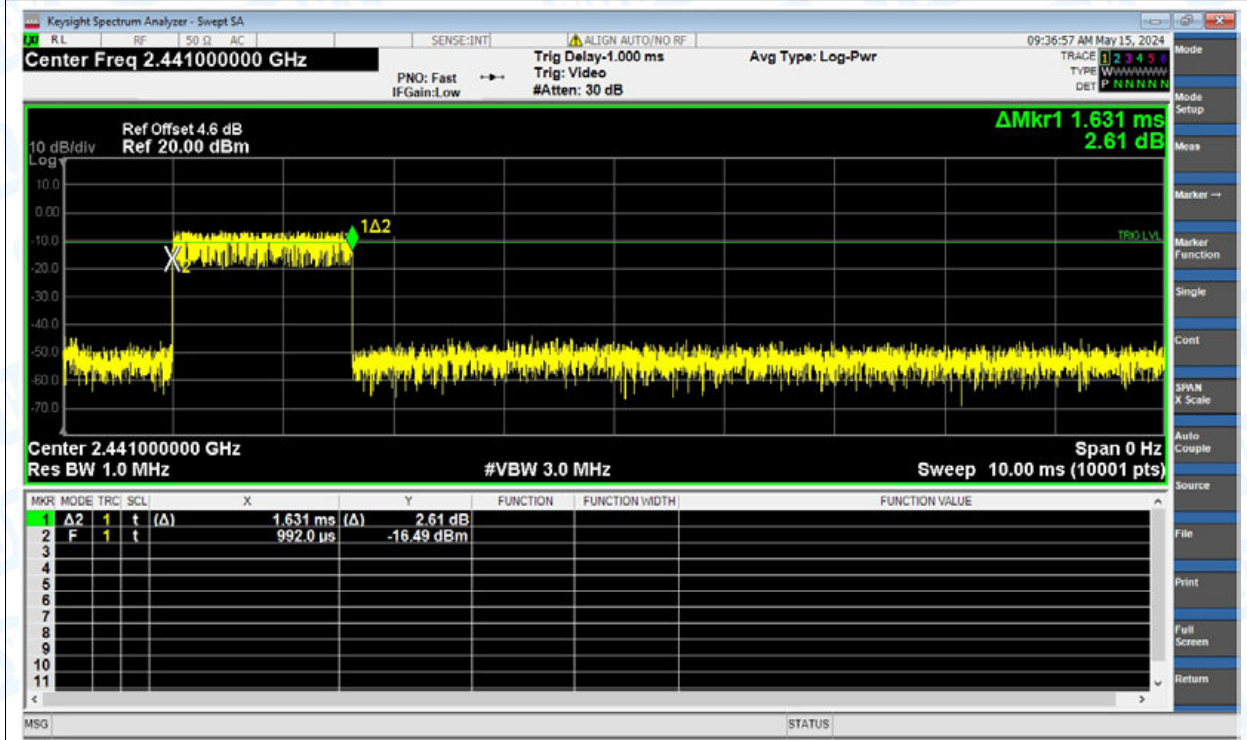 Keysight Spectrum Analyzer - Swept SA
RL RF 50 Ω AC SENSE:INT ALIGN AUTO/NO RF 09:36:57 AM May 15, 2024
Center Freq 2.441000000 GHz
PNO: Fast
IFGain:Low
Trig Delay-1.000 ms
Trig: Video
#Atten: 30 dB
Avg Type: Log-Pwr
TRACE 1 2 3 4 5 6
TYPE WWWWWWW
DET P N N N N N
ΔMkr1 1.631 ms
2.61 dB
Ref Offset 4.6 dB
10 dB/div Ref 20.00 dBm
Log
10.0
0.00
-10.0
-20.0
-30.0
-40.0
-50.0
-60.0
-70.0
1Δ2
2
TRIG LVL
Center 2.441000000 GHz Span 0 Hz
Res BW 1.0 MHz #VBW 3.0 MHz Sweep 10.00 ms (10001 pts)
MKR MODE TRC SCL X Y FUNCTION FUNCTION WIDTH FUNCTION VALUE
1 Δ2 1 t (Δ) 1.631 ms (Δ) 2.61 dB
2 F 1 t 992.0 µs -16.49 dBm
3
4
5
6
7
8
9
10
11
MSG STATUS
Mode
Mode Setup
Meas
Marker →
Marker Function
Single
Cont
SPAN X Scale
Auto Couple
Source
File
Print
Full Screen
Return